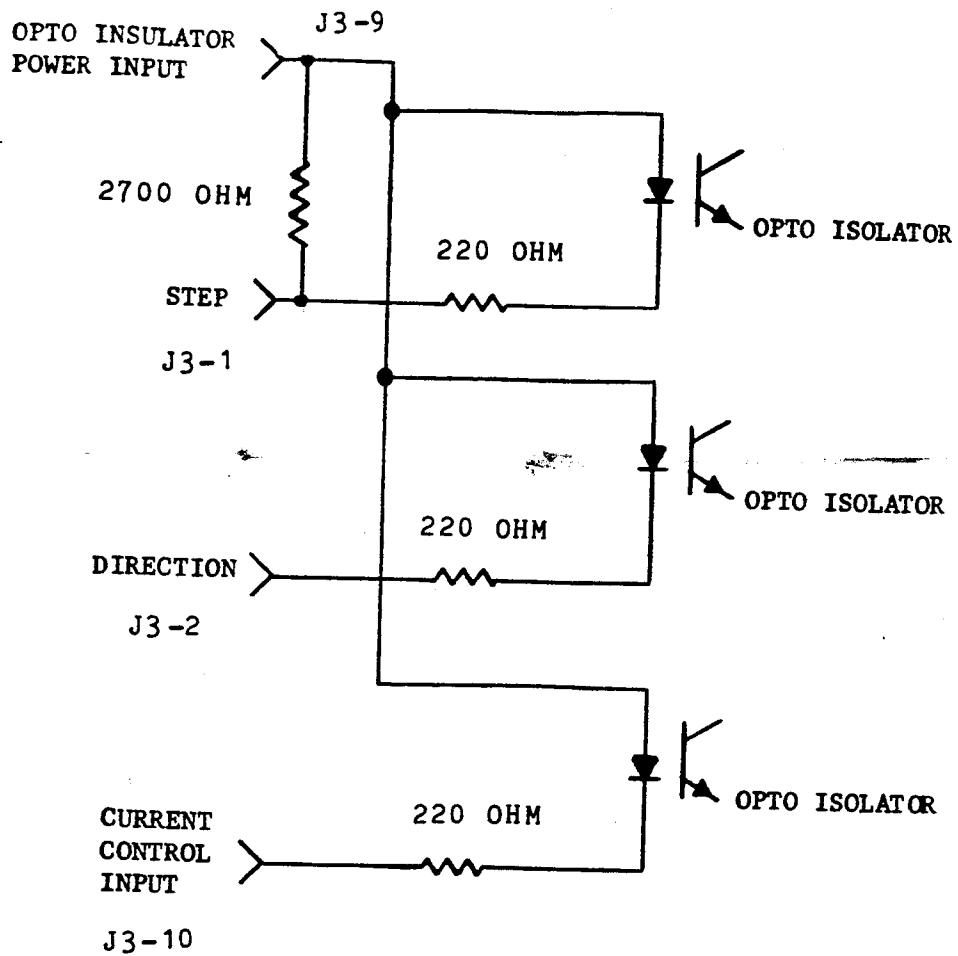 J3-9
OPTO INSULATOR
POWER INPUT
2700 OHM
OPTO ISOLATOR
220 OHM
STEP
J3-1
OPTO ISOLATOR
220 OHM
DIRECTION
J3-2
OPTO ISOLATOR
220 OHM
CURRENT
CONTROL
INPUT
J3-10